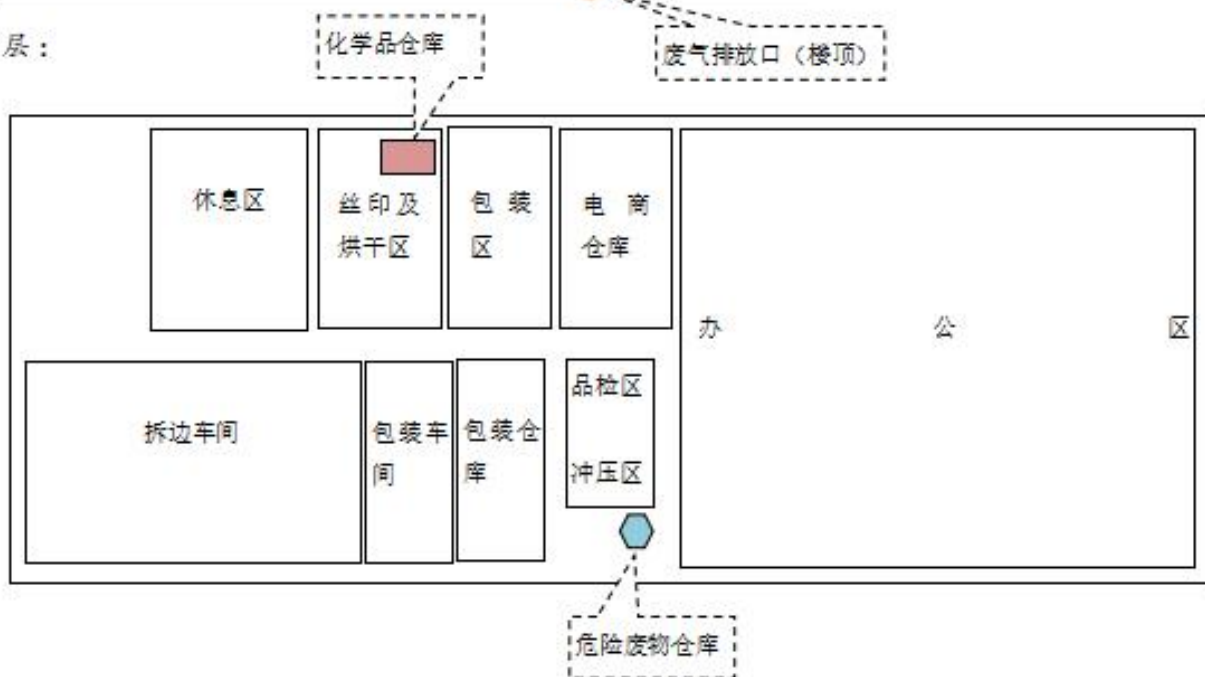 层：
化学品仓库
废气排放口（楼顶）
休息区
丝印及
烘干区
包装
区
电商
仓库
办公区
拆边车间
包装车
间
包装仓
库
品检区
冲压区
危险废物仓库